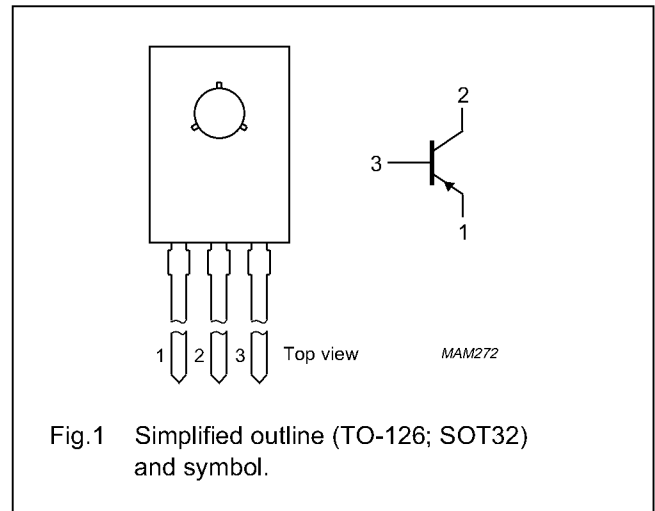 2
3
1
1 2 3 Top view MAM272
Fig.1 Simplified outline (TO-126; SOT32)
and symbol.